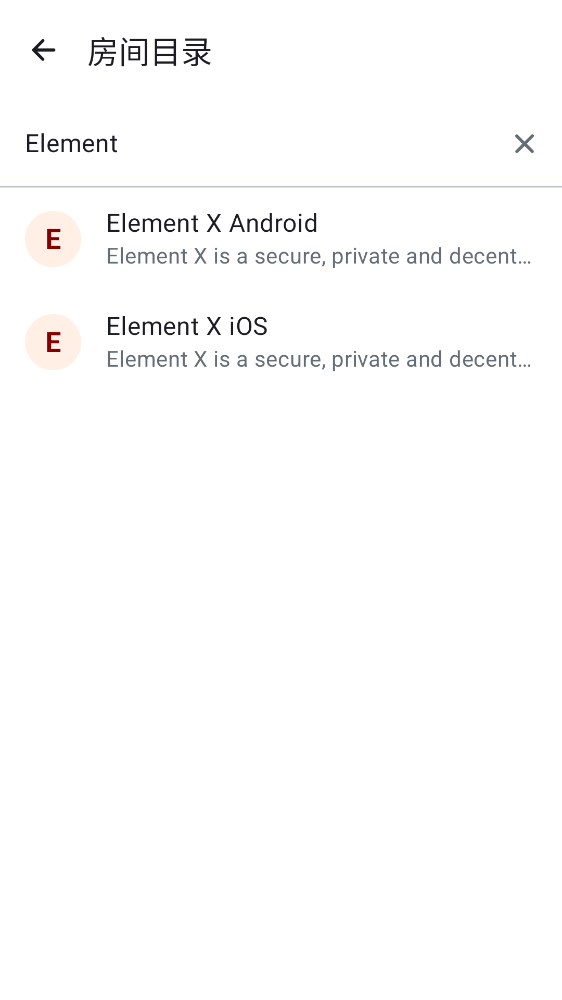 房间目录
Element
E
Element X Android
Element X is a secure, private and decent…
E
Element X iOS
Element X is a secure, private and decent…